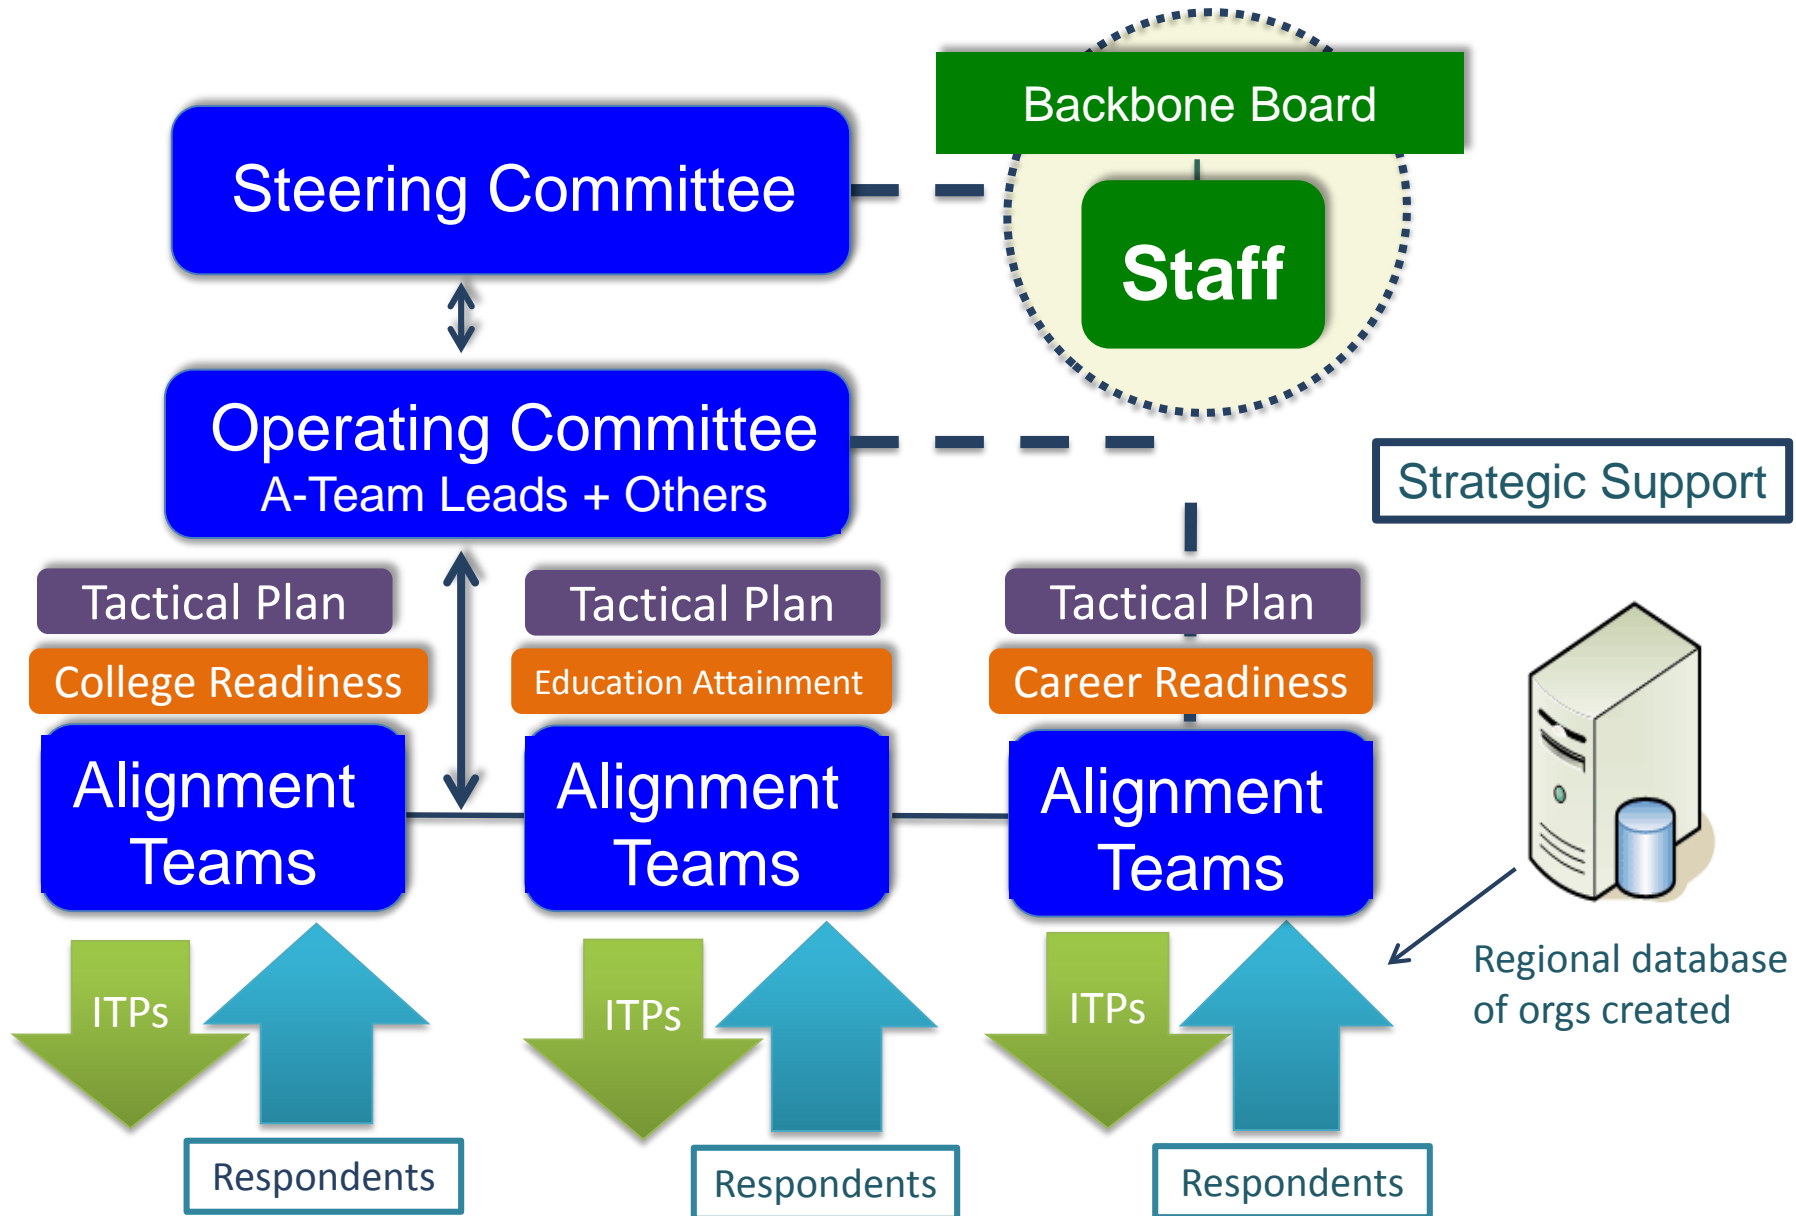 Backbone Board
Steering Committee
Staff
Operating Committee
A-Team Leads + Others
Strategic Support
Tactical Plan
Tactical Plan
Tactical Plan
College Readiness
Education Attainment
Career Readiness
Alignment
Teams
Alignment
Teams
Alignment
Teams
ITPs
ITPs
ITPs
Regional database
of orgs created
Respondents
Respondents
Respondents